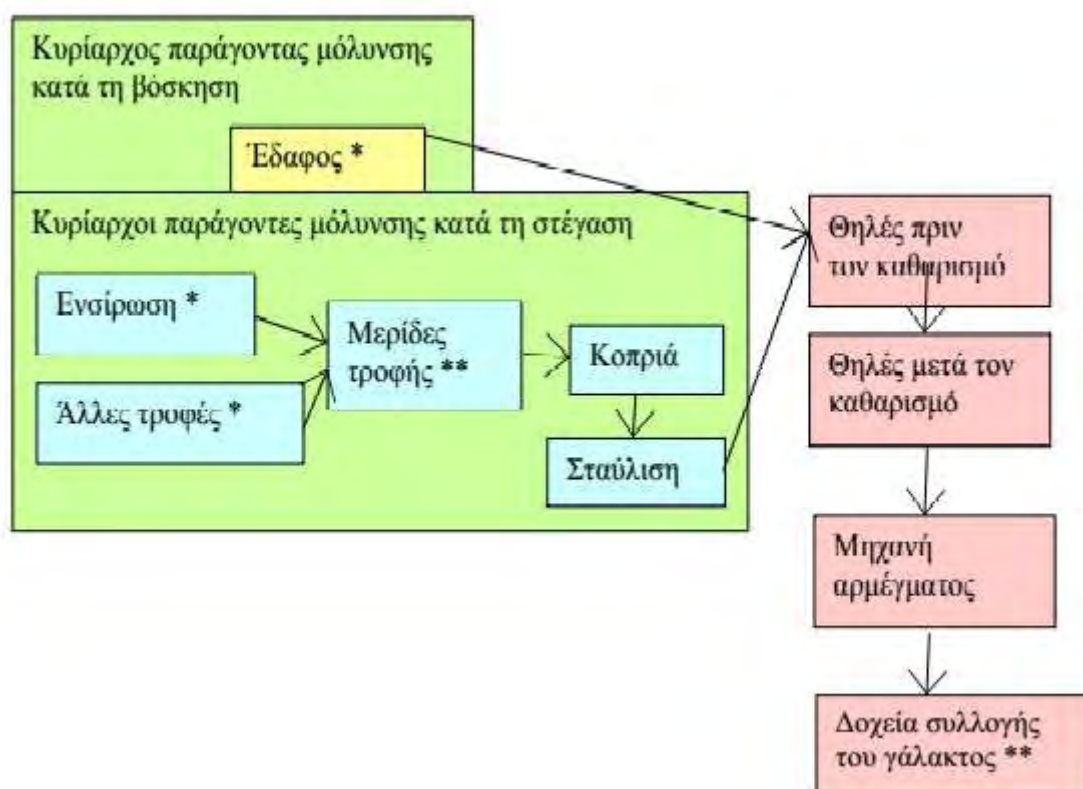 Κυρίαρχος παράγοντας μόλυνσης
κατά τη βόσκηση
Έδαφος *
Κυρίαρχοι παράγοντες μόλυνσης κατά τη στέγαση
Ενσίρωση *
Άλλες τροφές *
Μερίδες
τροφής **
Κοπριά
Σταύλιση
Θηλές πριν
τον καθαρισμό
Θηλές μετά τον
καθαρισμό
Μηχανή
αρμέγματος
Δοχεία συλλογής
του γάλακτος **